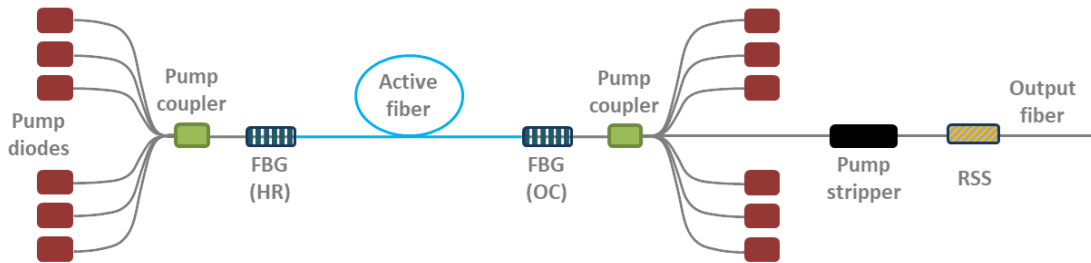 Pump
diodes
Pump
coupler
FBG
(HR)
Active
fiber
FBG
(OC)
Pump
coupler
Pump
stripper
RSS
Output
fiber